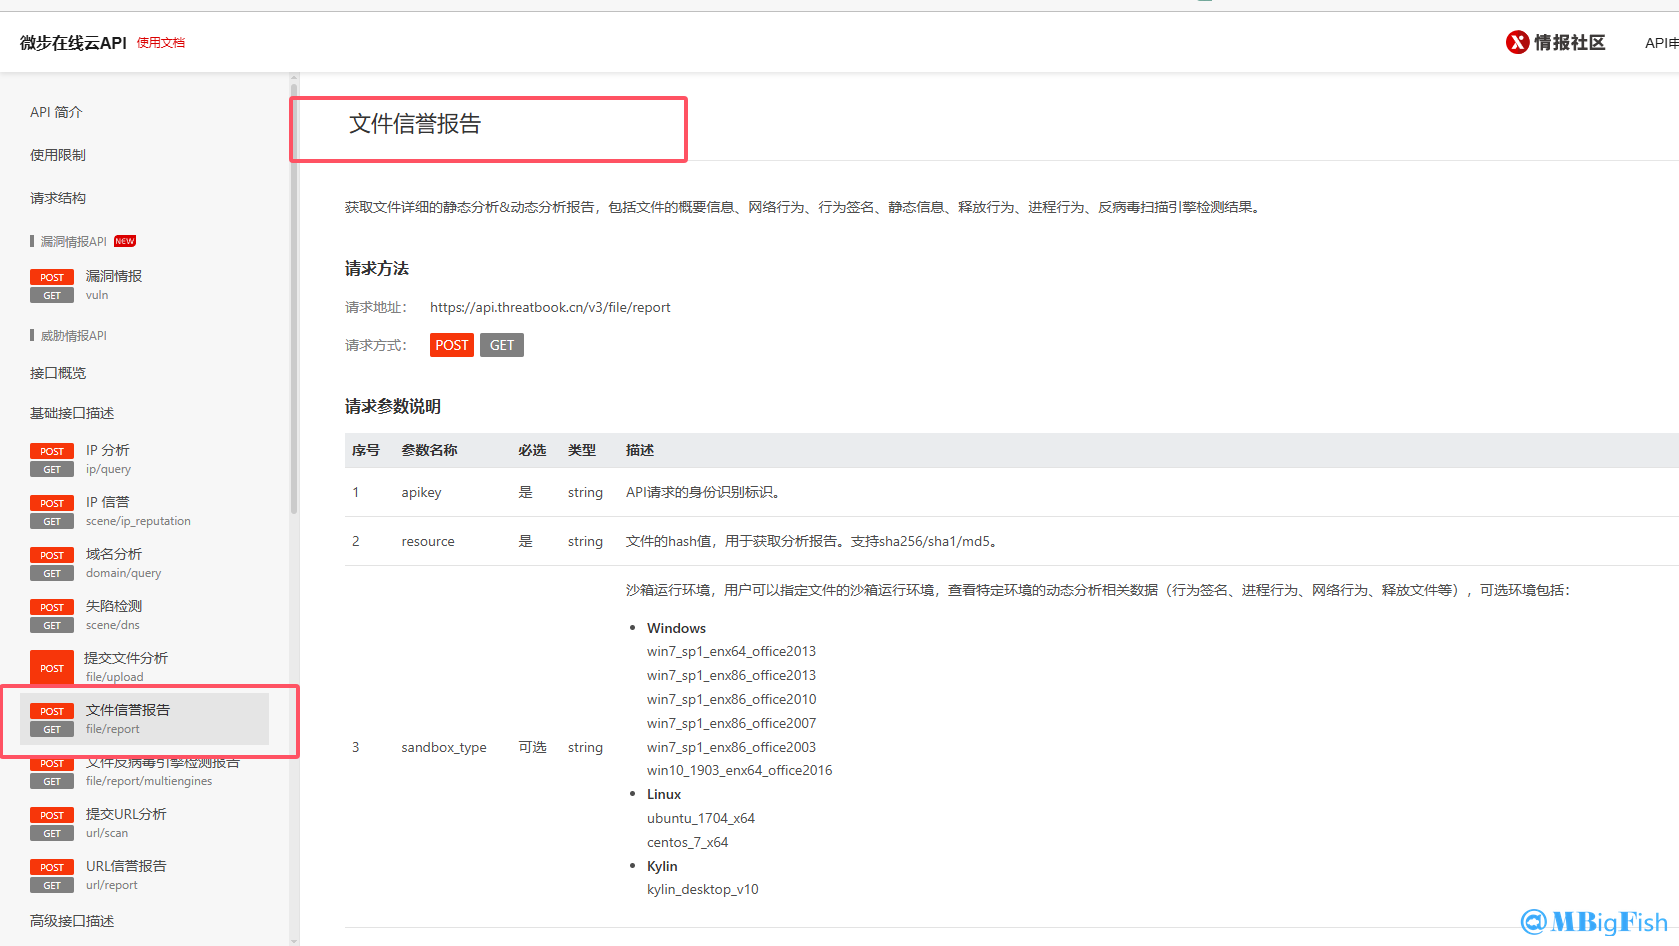 微步在线云API 使用文档
情报社区
API申
API 简介
使用限制
请求结构
漏洞情报API NEW
POST 漏洞情报
GET vuln
威胁情报API
接口概览
基础接口描述
POST IP 分析
GET ip/query
POST IP 信誉
GET scene/ip_reputation
POST 域名分析
GET domain/query
POST 失陷检测
GET scene/dns
POST 提交文件分析
file/upload
POST 文件信誉报告
GET file/report
POST 文件反病毒引擎检测报告
GET file/report/multiengines
POST 提交URL分析
GET url/scan
POST URL信誉报告
GET url/report
高级接口描述
文件信誉报告
获取文件详细的静态分析&动态分析报告，包括文件的概要信息、网络行为、行为签名、静态信息、释放行为、进程行为、反病毒扫描引擎检测结果。
请求方法
请求地址： https://api.threatbook.cn/v3/file/report
请求方式： POST GET
请求参数说明
序号 参数名称 必选 类型 描述
1 apikey 是 string API请求的身份识别标识。
2 resource 是 string 文件的hash值，用于获取分析报告。支持sha256/sha1/md5。
3 sandbox_type 可选 string 沙箱运行环境，用户可以指定文件的沙箱运行环境，查看特定环境的动态分析相关数据（行为签名、进程行为、网络行为、释放文件等），可选环境包括：
Windows
win7_sp1_enx64_office2013
win7_sp1_enx86_office2013
win7_sp1_enx86_office2010
win7_sp1_enx86_office2007
win7_sp1_enx86_office2003
win10_1903_enx64_office2016
Linux
ubuntu_1704_x64
centos_7_x64
Kylin
kylin_desktop_v10
@MBigFish